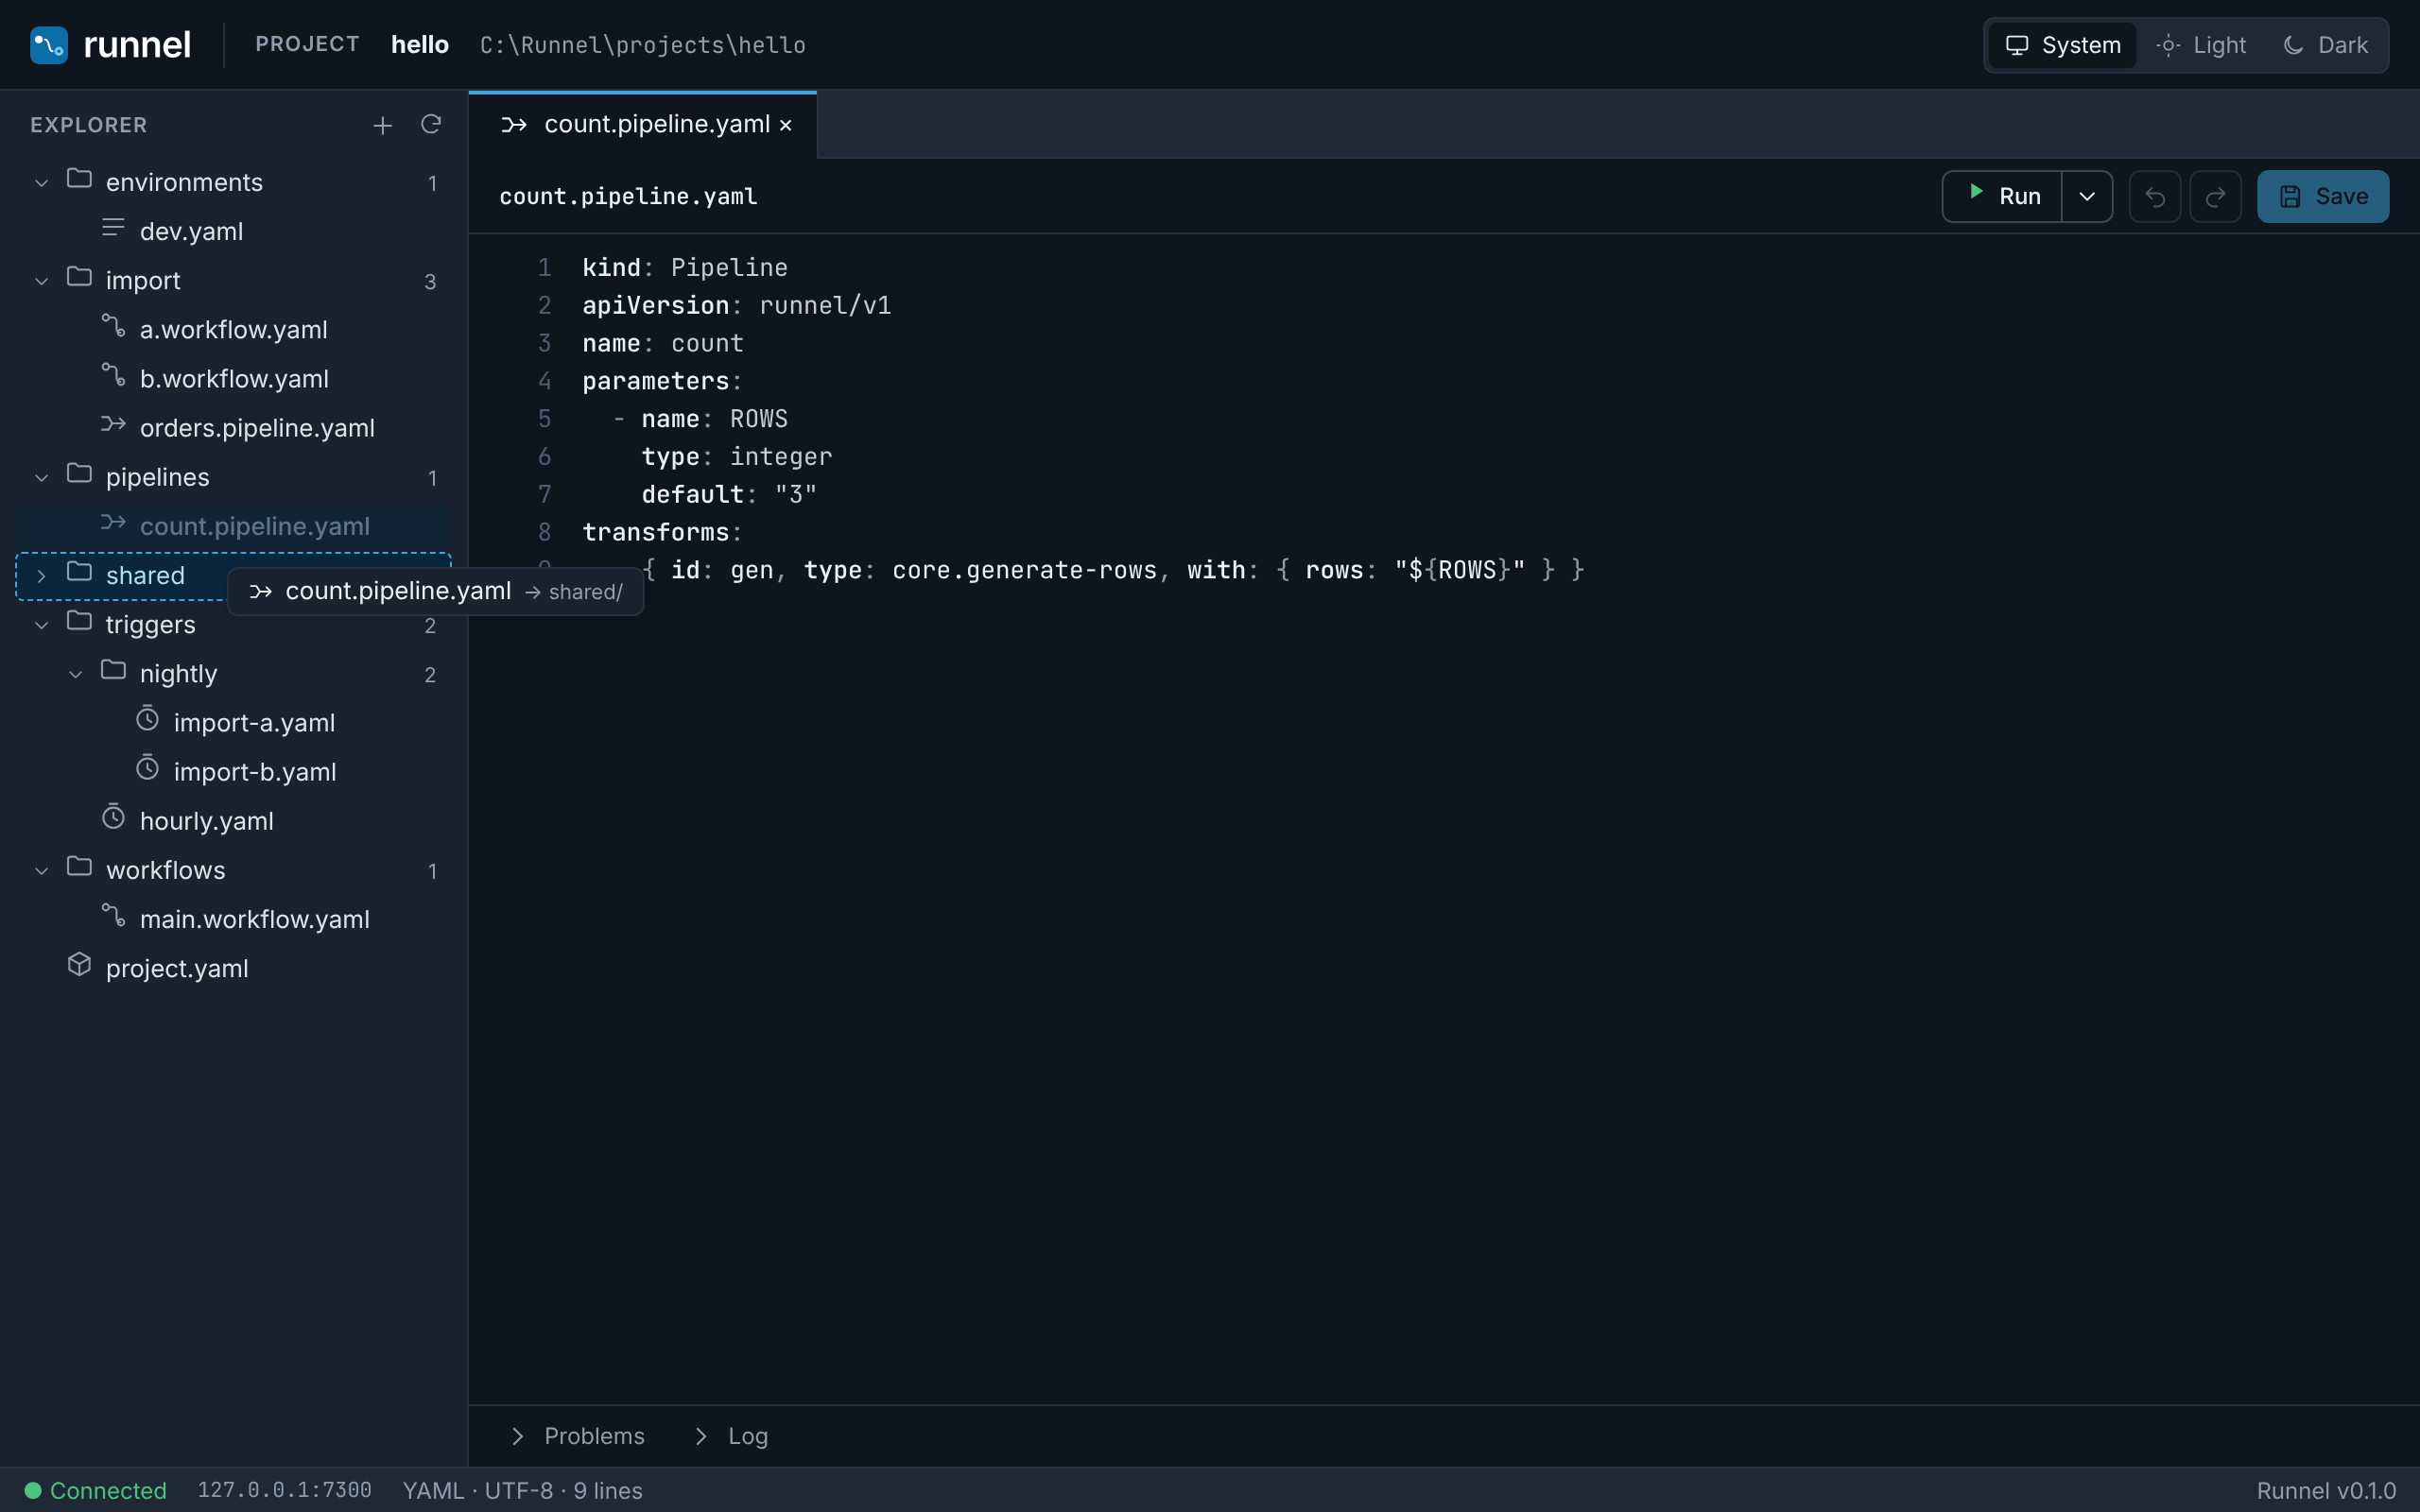 runnel PROJECT hello C:\Runnel\projects\hello System Light Dark
EXPLORER
environments 1
dev.yaml
import 3
a.workflow.yaml
b.workflow.yaml
orders.pipeline.yaml
pipelines 1
count.pipeline.yaml
shared
count.pipeline.yaml → shared/
triggers 2
nightly 2
import-a.yaml
import-b.yaml
hourly.yaml
workflows 1
main.workflow.yaml
project.yaml
count.pipeline.yaml ×
count.pipeline.yaml Run Save
1 kind: Pipeline
2 apiVersion: runnel/v1
3 name: count
4 parameters:
5 - name: ROWS
6 type: integer
7 default: "3"
8 transforms:
{ id: gen, type: core.generate-rows, with: { rows: "${ROWS}" } }
Problems Log
Connected 127.0.0.1:7300 YAML · UTF-8 · 9 lines Runnel v0.1.0